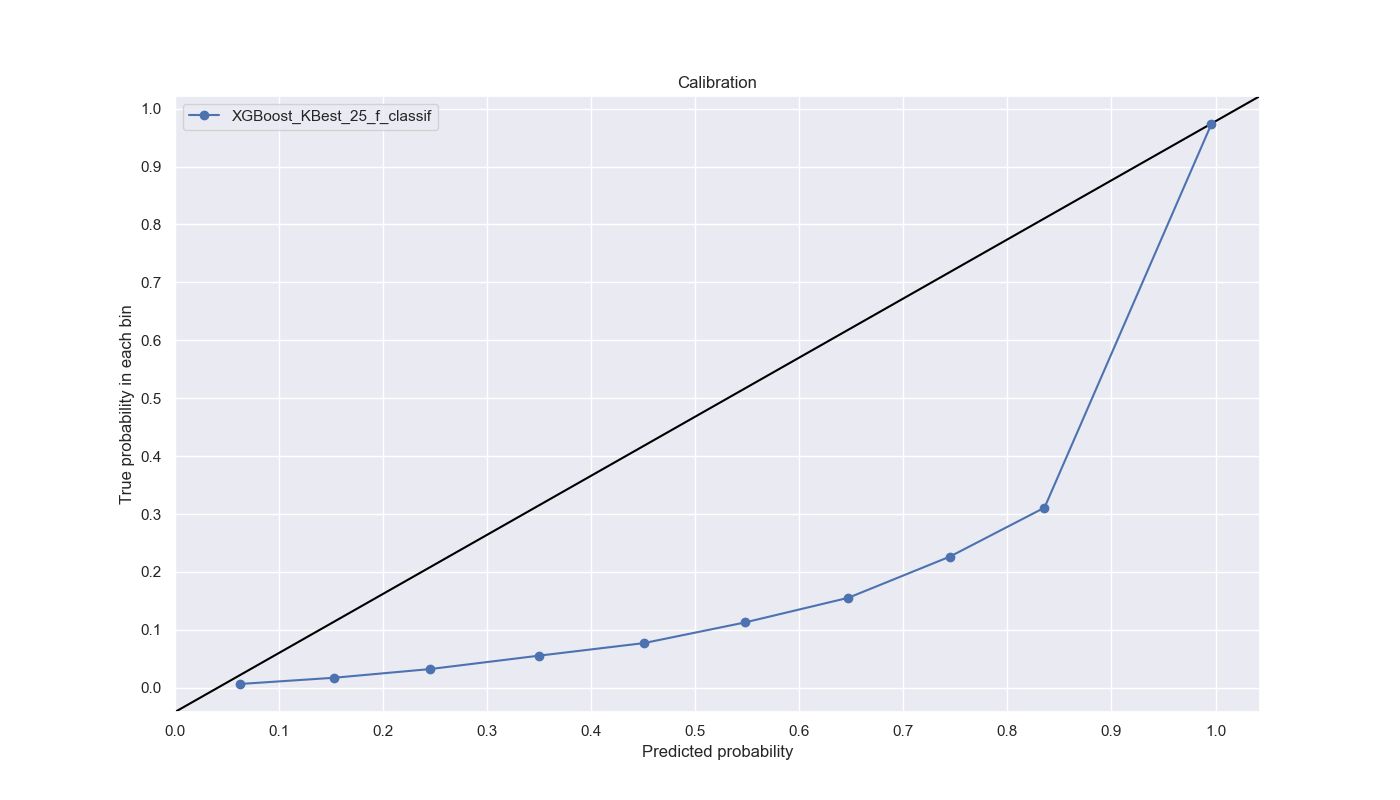 Calibration
XGBoost_KBest_25_f_classif
True probability in each bin
1.0
0.9
0.8
0.7
0.6
0.5
0.4
0.3
0.2
0.1
0.0
0.0 0.1 0.2 0.3 0.4 0.5 0.6 0.7 0.8 0.9 1.0
Predicted probability